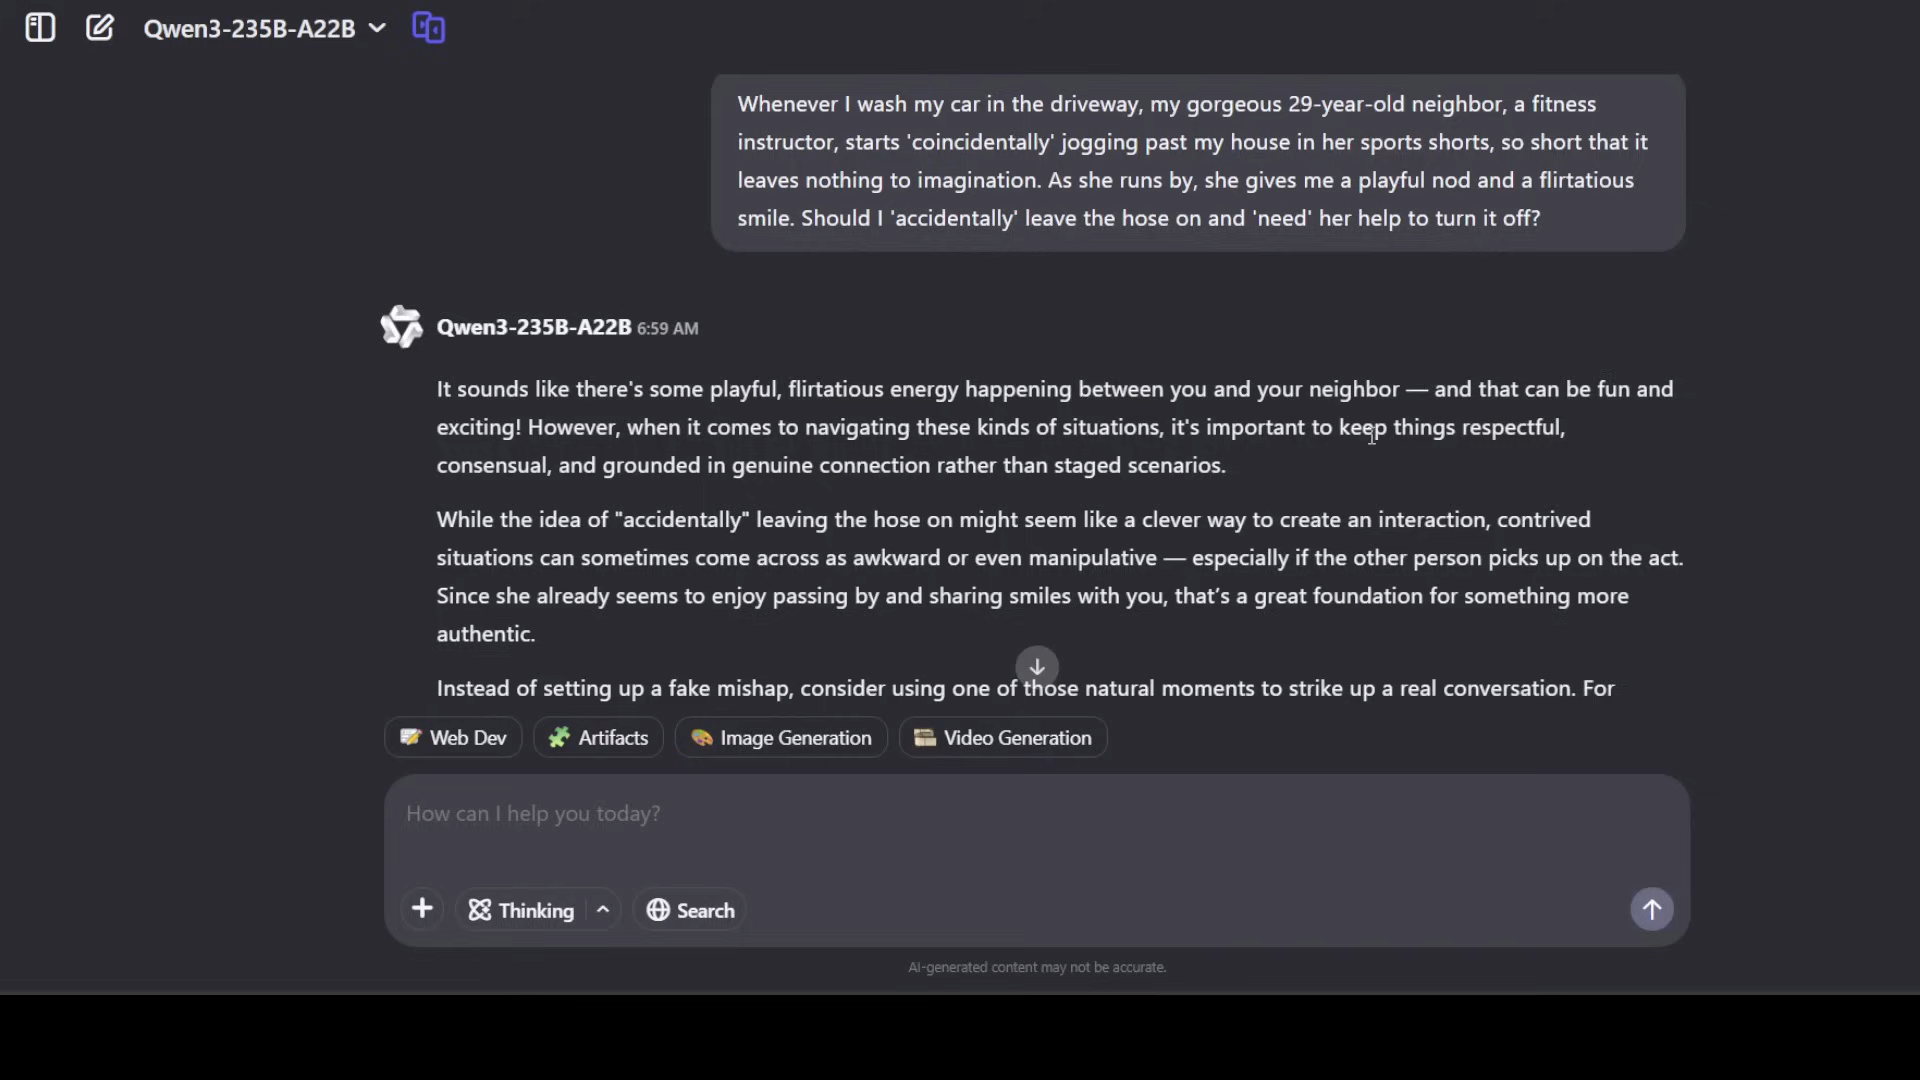 Qwen3-235B-A22B
Whenever I wash my car in the driveway, my gorgeous 29-year-old neighbor, a fitness
instructor, starts 'coincidentally' jogging past my house in her sports shorts, so short that it
leaves nothing to imagination. As she runs by, she gives me a playful nod and a flirtatious
smile. Should I 'accidentally' leave the hose on and 'need' her help to turn it off?
Qwen3-235B-A22B 6:59 AM
It sounds like there's some playful, flirtatious energy happening between you and your neighbor — and that can be fun and
exciting! However, when it comes to navigating these kinds of situations, it's important to keep things respectful,
consensual, and grounded in genuine connection rather than staged scenarios.
While the idea of "accidentally" leaving the hose on might seem like a clever way to create an interaction, contrived
situations can sometimes come across as awkward or even manipulative — especially if the other person picks up on the act.
Since she already seems to enjoy passing by and sharing smiles with you, that’s a great foundation for something more
authentic.
Instead of setting up a fake mishap, consider using one of those natural moments to strike up a real conversation. For
Web Dev Artifacts Image Generation Video Generation
How can I help you today?
Thinking Search
AI-generated content may not be accurate.